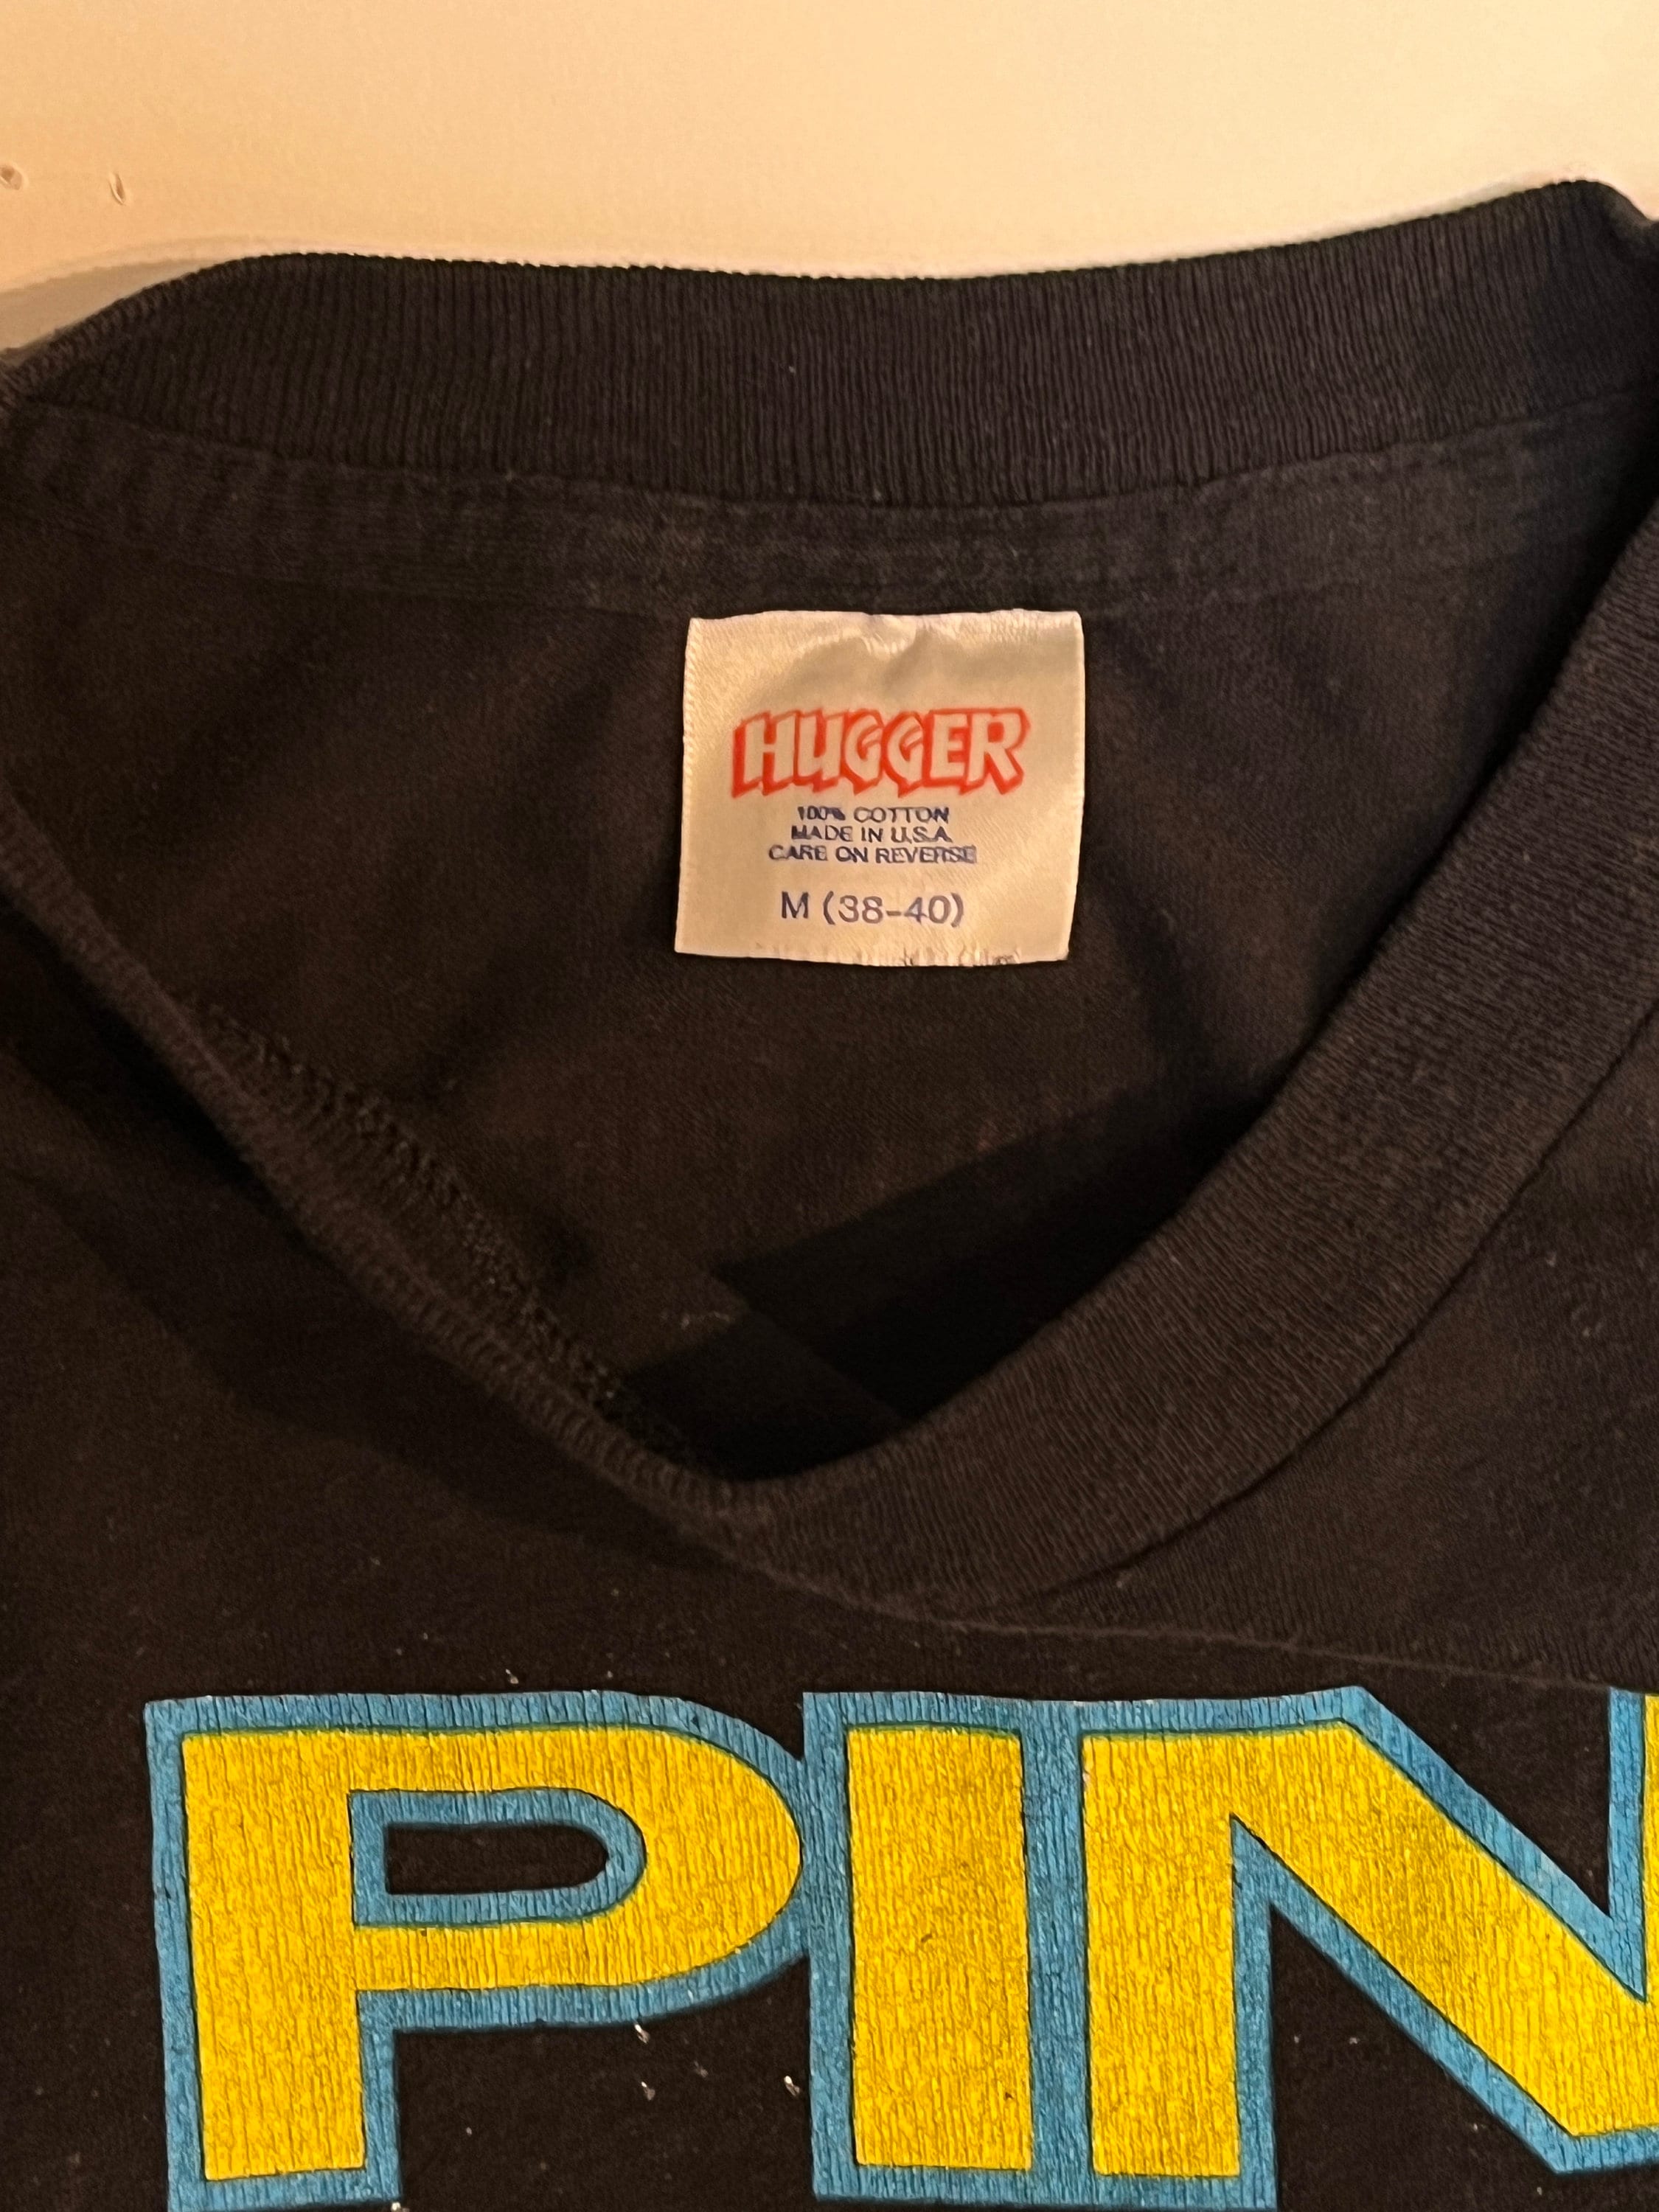 HUGGER
100% COTTON
MADE IN U.S.A.
CARE ON REVERSE
M (38-40)
PIN